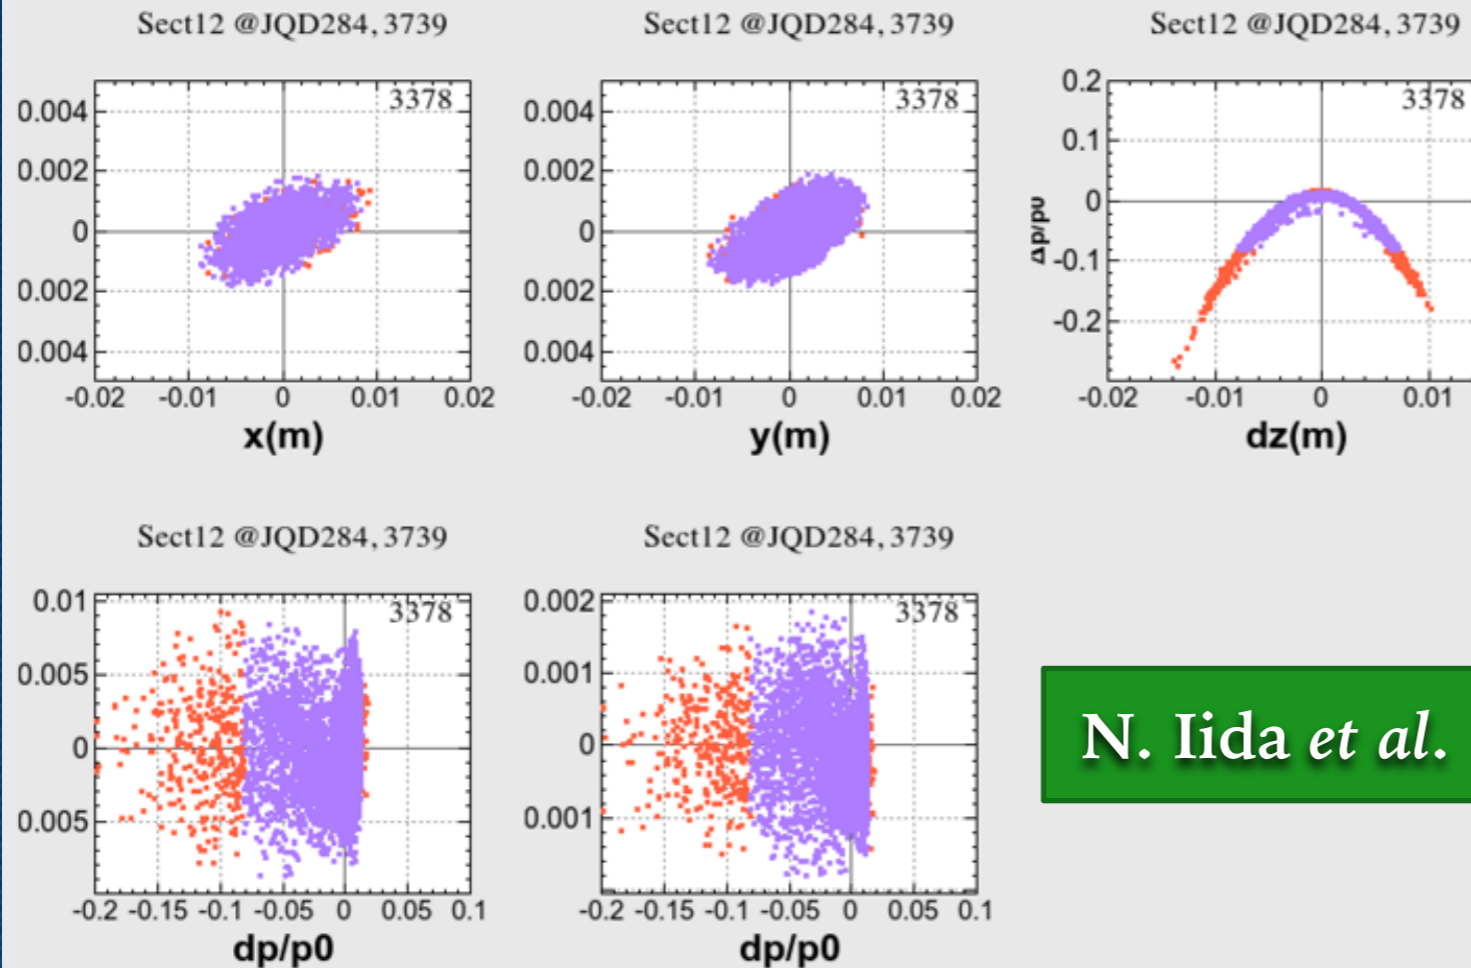 Sect12 @JQD284, 3739
3378
0.004
0.002
0
0.002
0.004
-0.02 -0.01 0 0.01 0.02
x(m)
Sect12 @JQD284, 3739
3378
0.004
0.002
0
0.002
0.004
-0.02 -0.01 0 0.01 0.02
y(m)
Sect12 @JQD284, 3739
3378
0.2
0.1
0
-0.1
-0.2
Δp/p0
-0.02 -0.01 0 0.01
dz(m)
Sect12 @JQD284, 3739
3378
0.01
0.005
0
0.005
-0.2 -0.15 -0.1 -0.05 0 0.05 0.1
dp/p0
Sect12 @JQD284, 3739
3378
0.002
0.001
0
0.001
-0.2 -0.15 -0.1 -0.05 0 0.05 0.1
dp/p0
N. Iida et al.